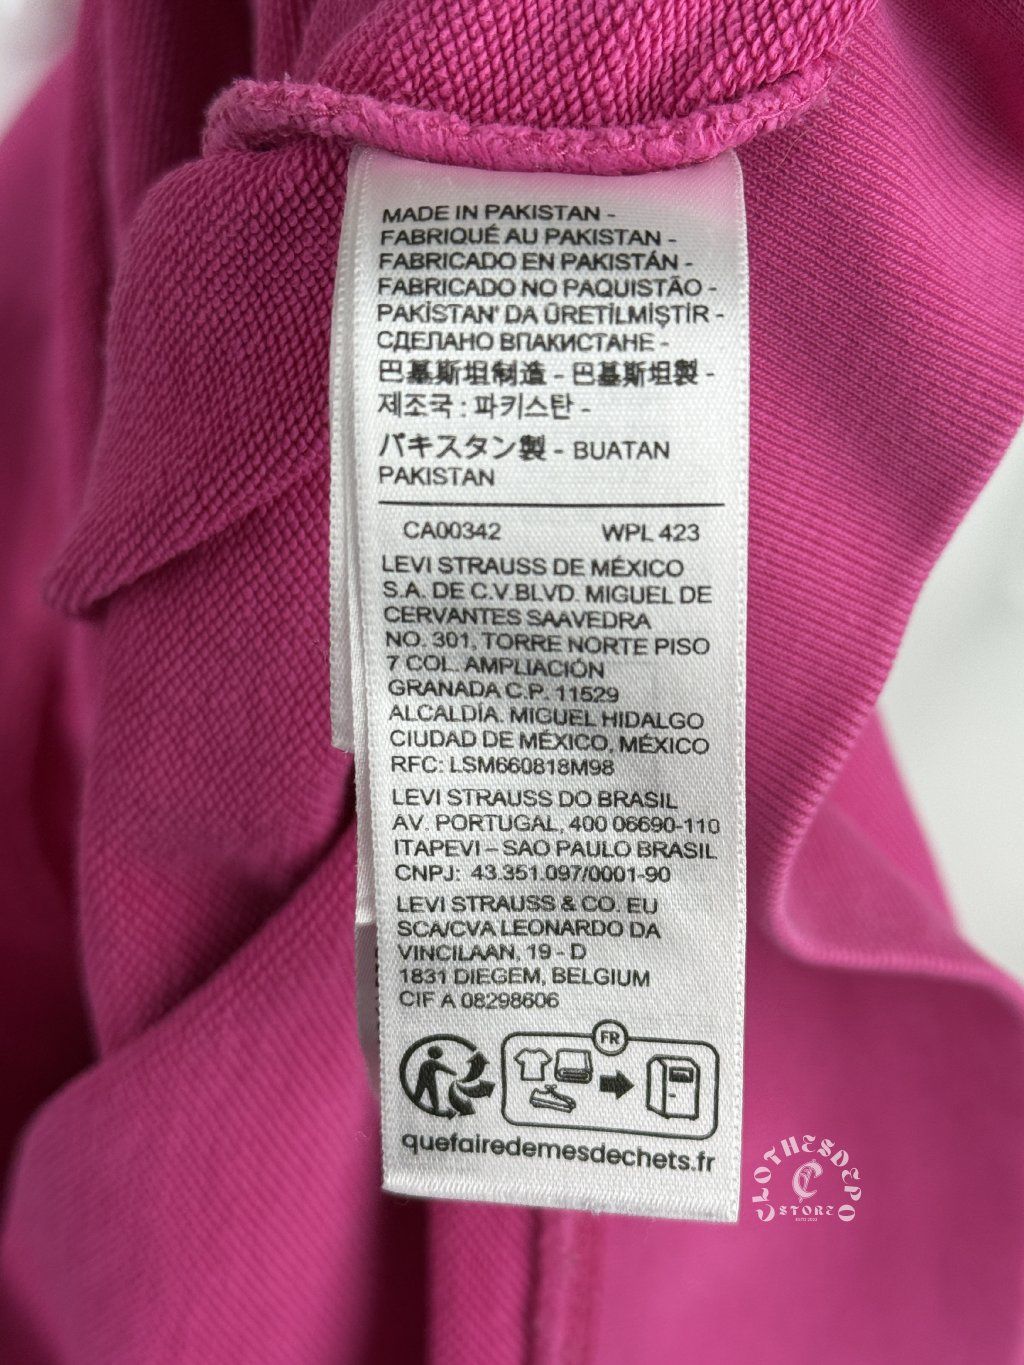 MADE IN PAKISTAN -
FABRIQUÉ AU PAKISTAN -
FABRICADO EN PAKISTÁN -
FABRICADO NO PAQUISTÃO -
PAKİSTAN' DA ÜRETİLMİŞTİR -
СДЕЛАНО ВПАКИСТАНЕ -
巴基斯坦制造 - 巴基斯坦製 -
제조국 : 파키스탄 -
パキスタン製 - BUATAN
PAKISTAN
CA00342 WPL 423
LEVI STRAUSS DE MÉXICO
S.A. DE C.V.BLVD. MIGUEL DE
CERVANTES SAAVEDRA
NO. 301, TORRE NORTE PISO
7 COL. AMPLIACIÓN
GRANADA C.P. 11529
ALCALDÍA. MIGUEL HIDALGO
CIUDAD DE MÉXICO, MÉXICO
RFC: LSM660818M98
LEVI STRAUSS DO BRASIL
AV. PORTUGAL, 400 06690-110
ITAPEVI – SAO PAULO BRASIL
CNPJ: 43.351.097/0001-90
LEVI STRAUSS & CO. EU
SCA/CVA LEONARDO DA
VINCILAAN, 19 - D
1831 DIEGEM, BELGIUM
CIF A 08298606
FR
quefairedemesdechets.fr
CLOTHESDEPO
STORE
ESTD 2022